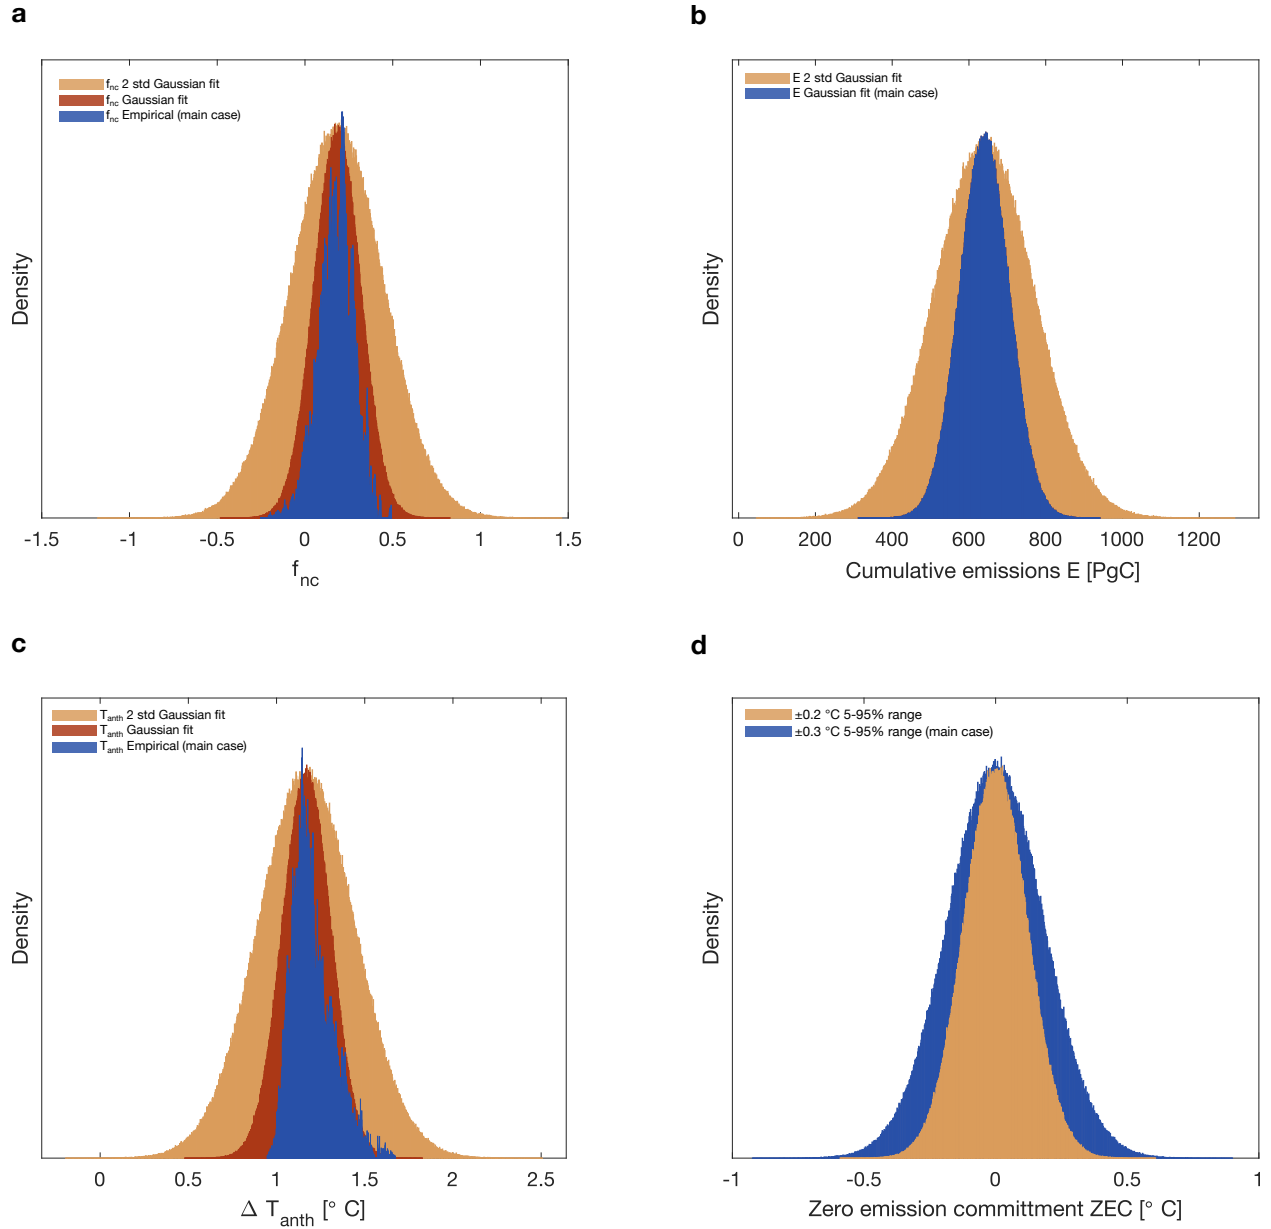 a
f_nc 2 std Gaussian fit
f_nc Gaussian fit
f_nc Empirical (main case)
Density
-1.5 -1 -0.5 0 0.5 1 1.5
f_nc
b
E 2 std Gaussian fit
E Gaussian fit (main case)
Density
0 200 400 600 800 1000 1200
Cumulative emissions E [PgC]
c
T_anth 2 std Gaussian fit
T_anth Gaussian fit
T_anth Empirical (main case)
Density
0 0.5 1 1.5 2 2.5
Δ T_anth [° C]
d
±0.2 °C 5-95% range
±0.3 °C 5-95% range (main case)
Density
-1 -0.5 0 0.5 1
Zero emission committment ZEC [° C]